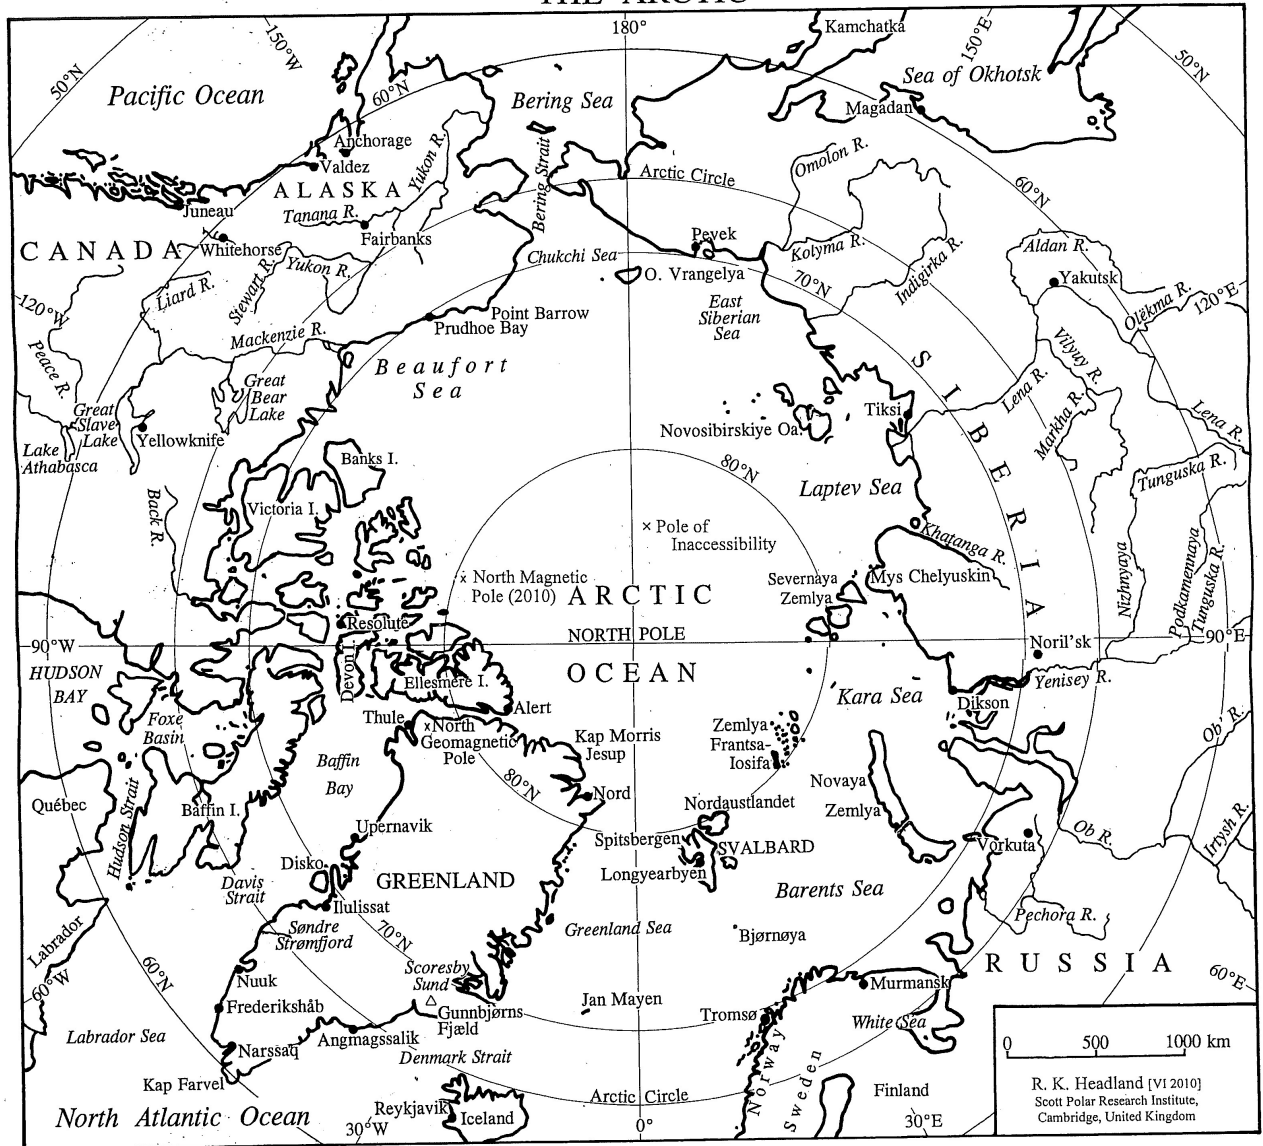 THE ARCTIC
180°
150°W
150°E
50°N
50°N
Kamchatka
Pacific Ocean
60°N
Bering Sea
Sea of Okhotsk
Magadan
Anchorage
Valdez
ALASKA
Yukon R.
Bering Strait
Arctic Circle
Omolon R.
60°N
Juneau
Tanana R.
Fairbanks
CANADA
Whitehorse
Yukon R.
Stewart R.
Liard R.
Chukchi Sea
Pevek
O. Vrangelya
Kolyma R.
70°N
Indigirka R.
Aldan R.
Yakutsk
Olëkma R.
120°E
120°W
Peace R.
Mackenzie R.
Point Barrow
Prudhoe Bay
East
Siberian
Sea
Beaufort
Sea
SIBERIA
Vilyuy R.
Lena R.
Markha R.
Lena R.
Great
Bear
Lake
Great
Slave
Lake
Yellowknife
Lake
Athabasca
Novosibirskiye Oa.
Tiksi
Tunguska R.
Banks I.
80°N
Laptev Sea
Back R.
Victoria I.
× Pole of
Inaccessibility
Khatanga R.
Nizhnyaya
Podkamennaya
Tunguska R.
× North Magnetic
Pole (2010)
ARCTIC
Severnaya
Zemlya
Mys Chelyuskin
Resolute
NORTH POLE
90°W
90°E
HUDSON
BAY
OCEAN
Noril'sk
Yenisey R.
Devon I.
Ellesmere I.
Alert
Kara Sea
Dikson
Foxe
Basin
Thule
×North
Geomagnetic
Pole
Kap Morris
Jesup
Zemlya
Frantsa-
Iosifa
Ob' R.
Baffin
Bay
80°N
Nord
Novaya
Zemlya
Québec
Hudson Strait
Baffin I.
Nordaustlandet
Upernavik
Spitsbergen
SVALBARD
Vorkuta
Ob R.
Irtysh R.
Disko
Longyearbyen
Davis
Strait
GREENLAND
Barents Sea
Ilulissat
70°N
Pechora R.
Søndre
Strømfjord
Greenland Sea
Bjørnøya
Labrador
60°W
60°N
Nuuk
Scoresby
Sund
RUSSIA
60°E
Frederikshåb
Gunnbjørns
Fjæld
Jan Mayen
Tromsø
Murmansk
Labrador Sea
Narssaq
Angmagssalik
Denmark Strait
White Sea
Kap Farvel
Norway
Sweden
Finland
0 500 1000 km
North Atlantic Ocean
Reykjavik
Iceland
Arctic Circle
30°W
0°
30°E
R. K. Headland [VI 2010]
Scott Polar Research Institute,
Cambridge, United Kingdom